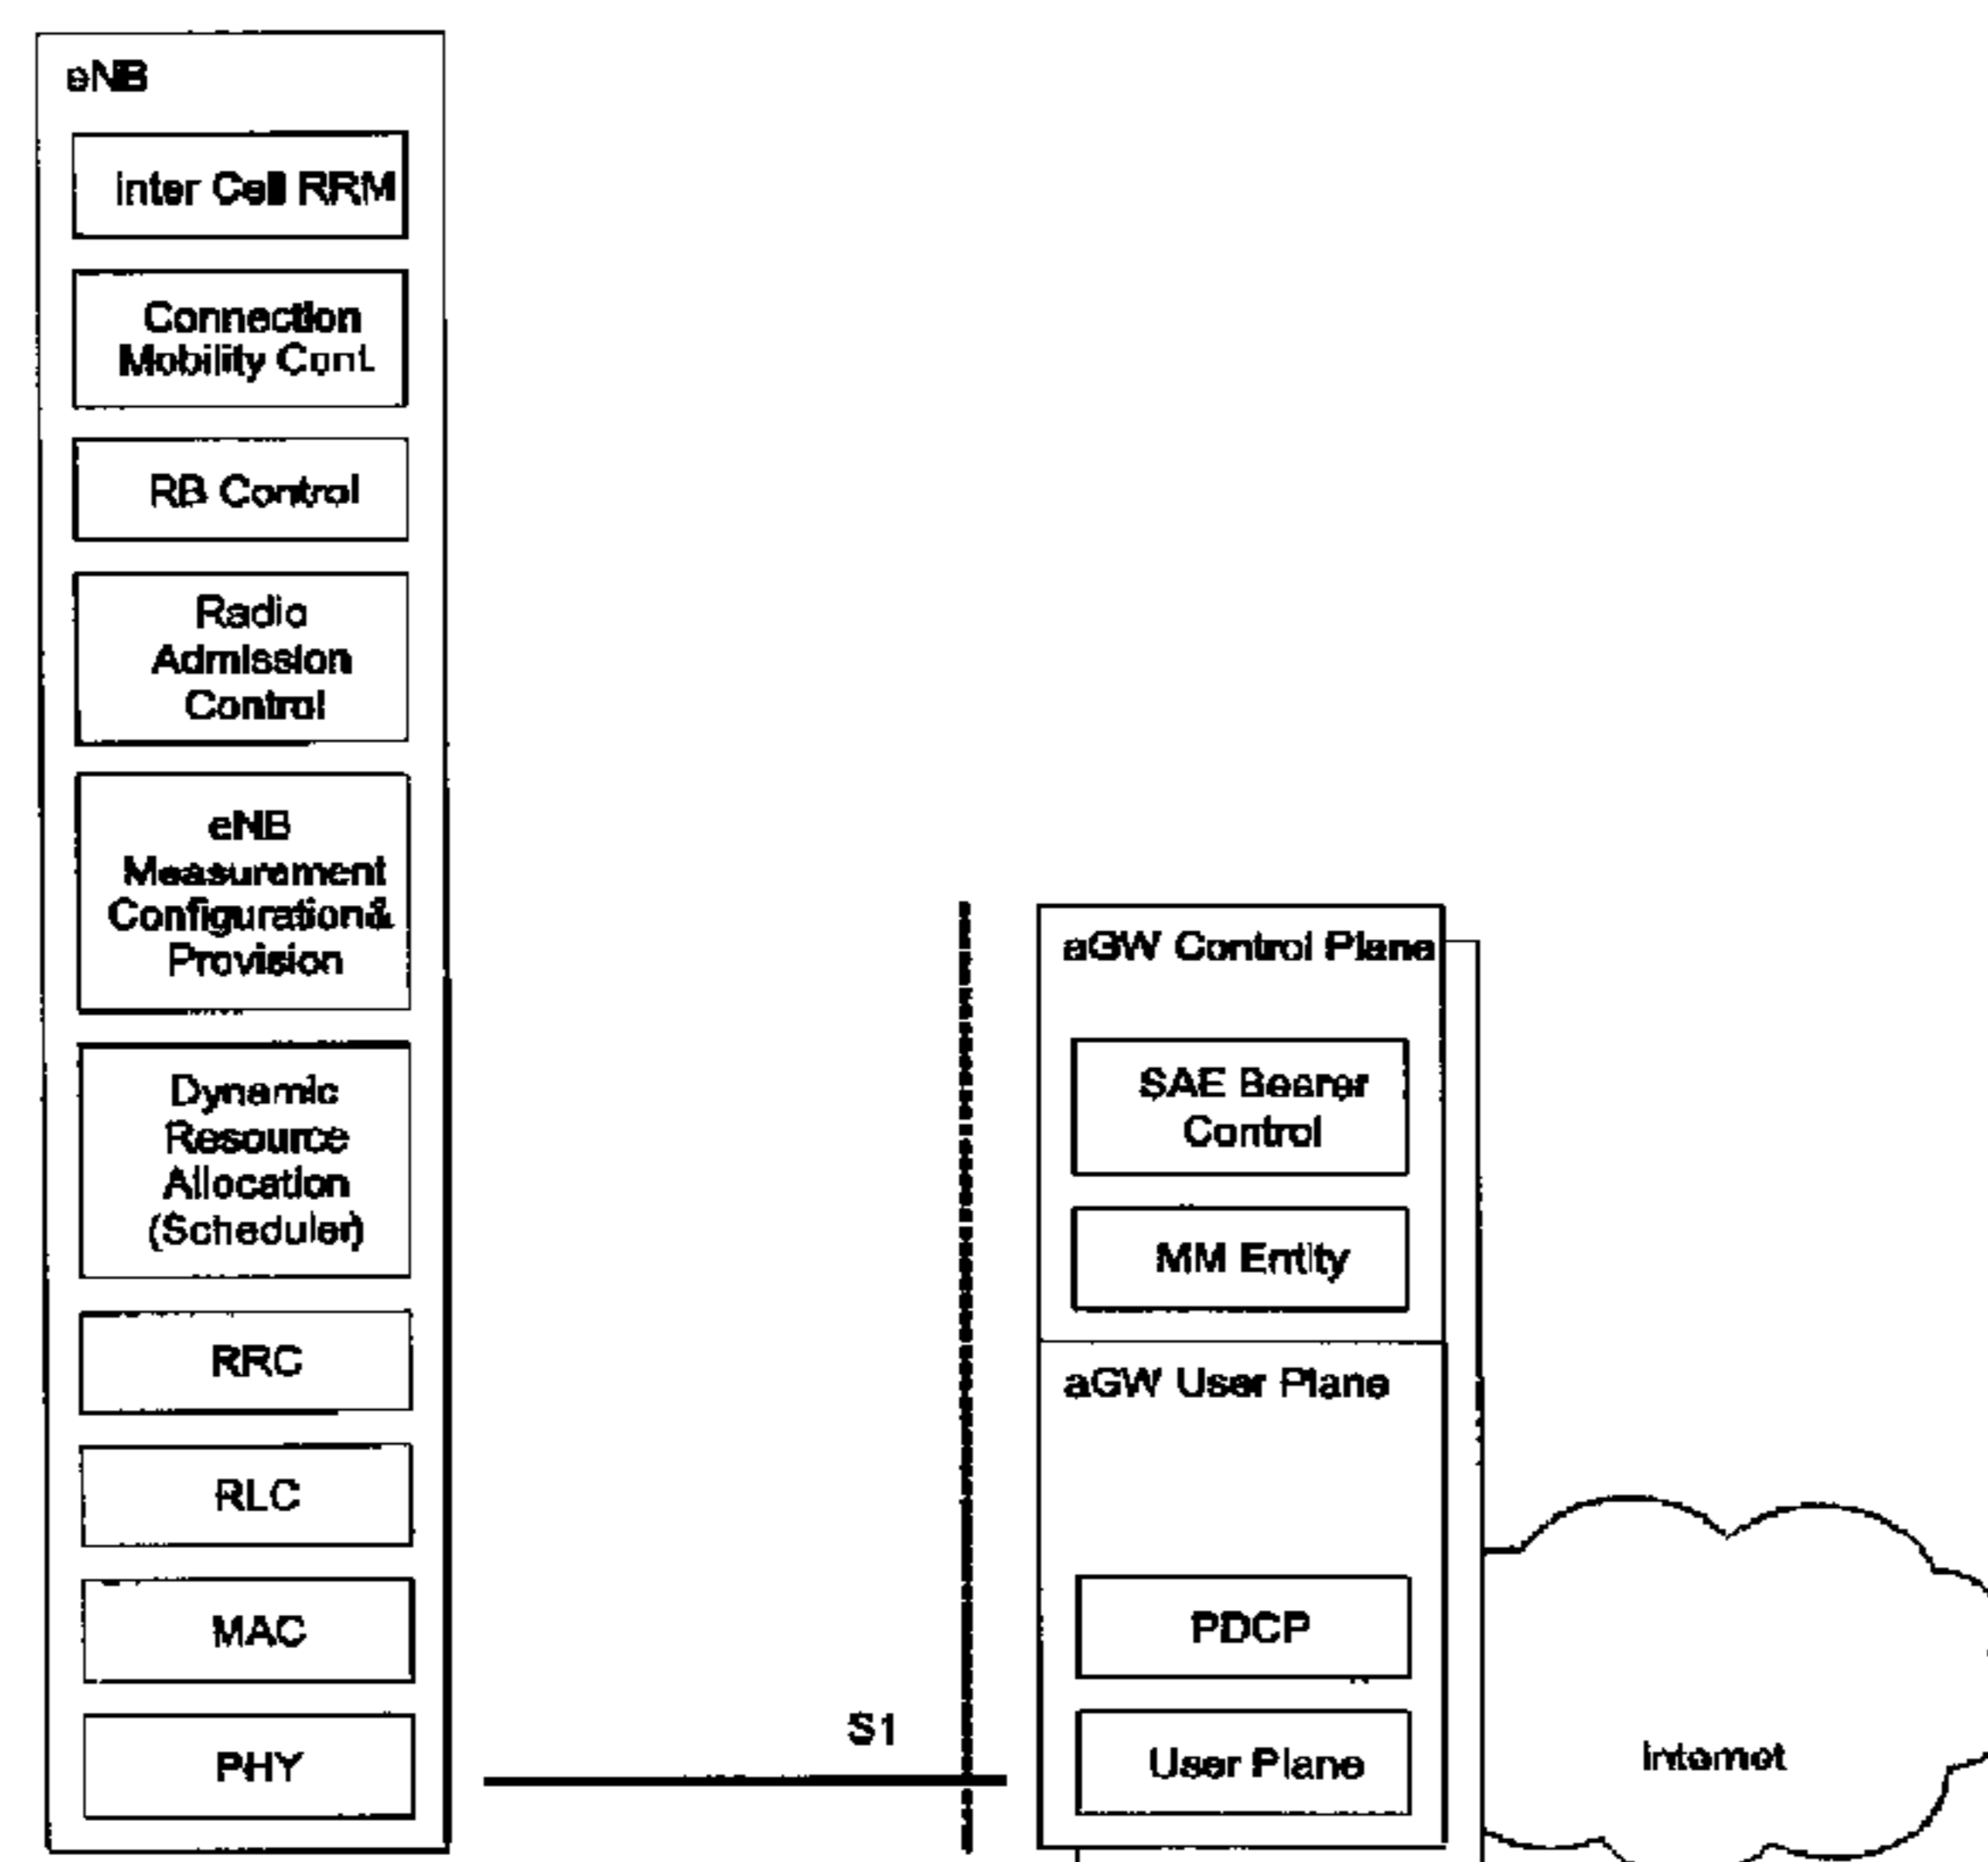 eNB
Inter Cell RRM
Connection
Mobility Cont.
RB Control
Radio
Admission
Control
eNB
Measurement
Configuration&
Provision
Dynamic
Resource
Allocation
(Scheduler)
RRC
RLC
MAC
PHY
S1
aGW Control Plane
SAE Bearer
Control
MM Entity
aGW User Plane
PDCP
User Plane
Internet